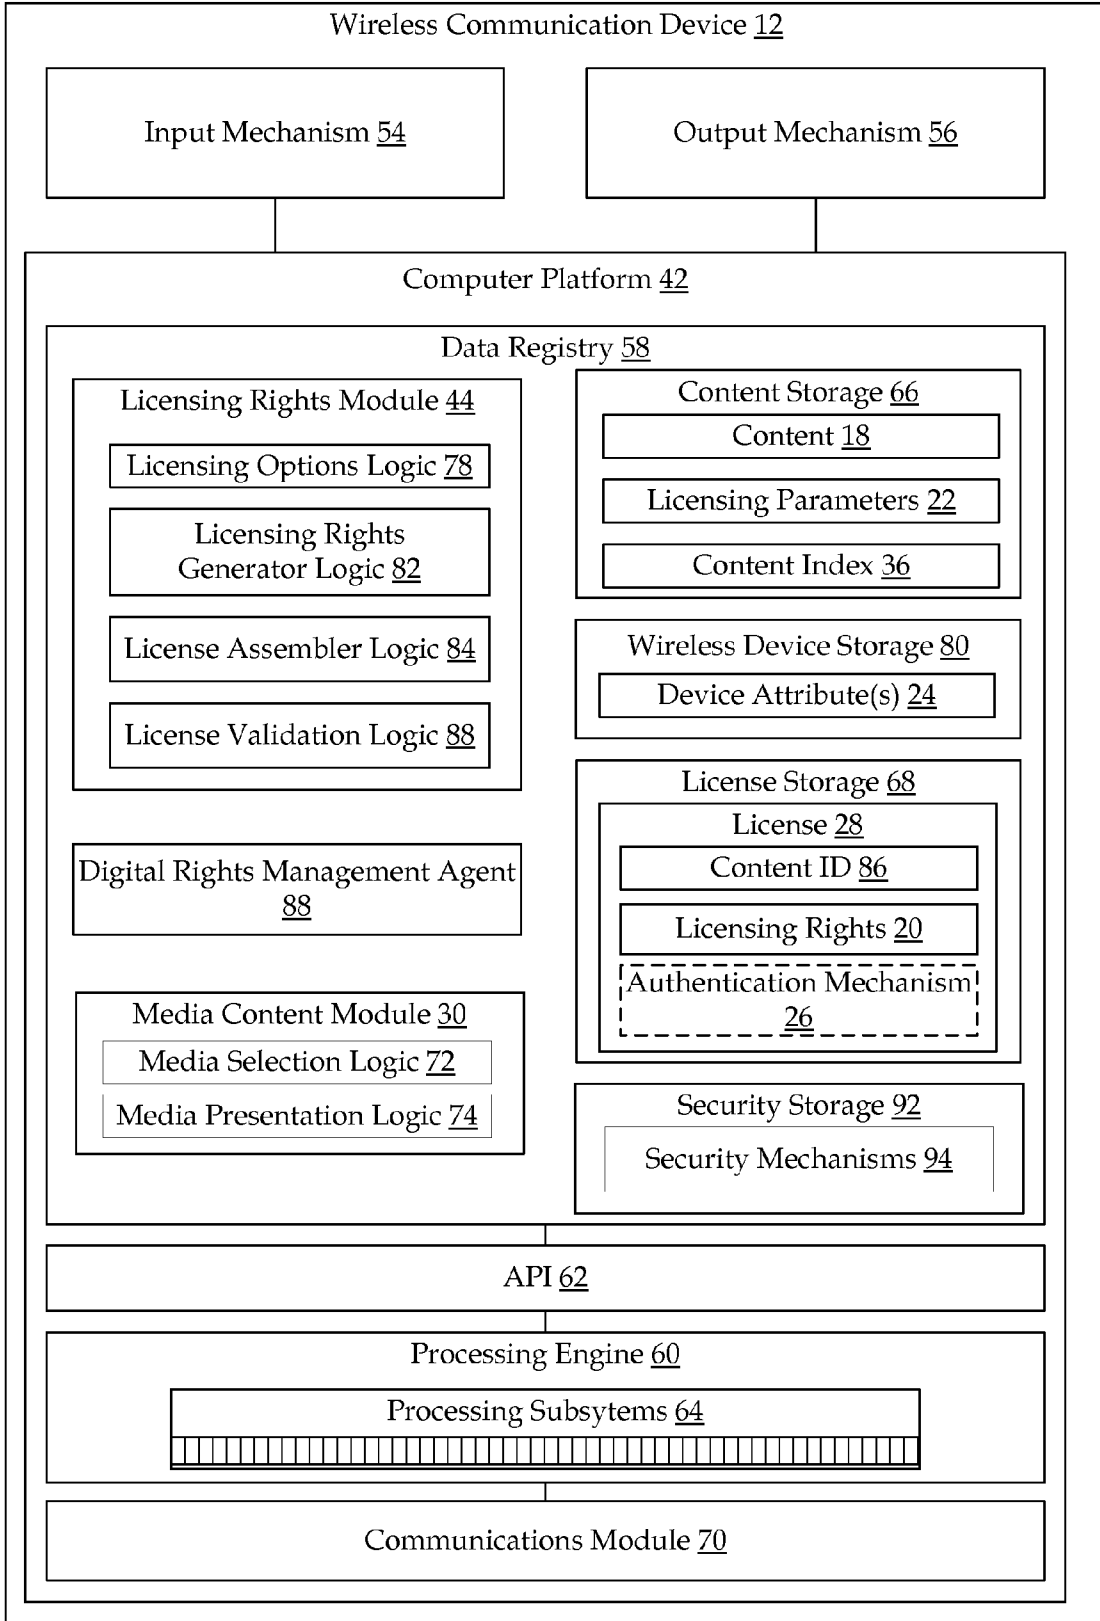 Wireless Communication Device 12
Input Mechanism 54
Output Mechanism 56
Computer Platform 42
Data Registry 58
Licensing Rights Module 44
Licensing Options Logic 78
Licensing Rights
Generator Logic 82
License Assembler Logic 84
License Validation Logic 88
Digital Rights Management Agent
88
Media Content Module 30
Media Selection Logic 72
Media Presentation Logic 74
Content Storage 66
Content 18
Licensing Parameters 22
Content Index 36
Wireless Device Storage 80
Device Attribute(s) 24
License Storage 68
License 28
Content ID 86
Licensing Rights 20
Authentication Mechanism
26
Security Storage 92
Security Mechanisms 94
API 62
Processing Engine 60
Processing Subsytems 64
Communications Module 70